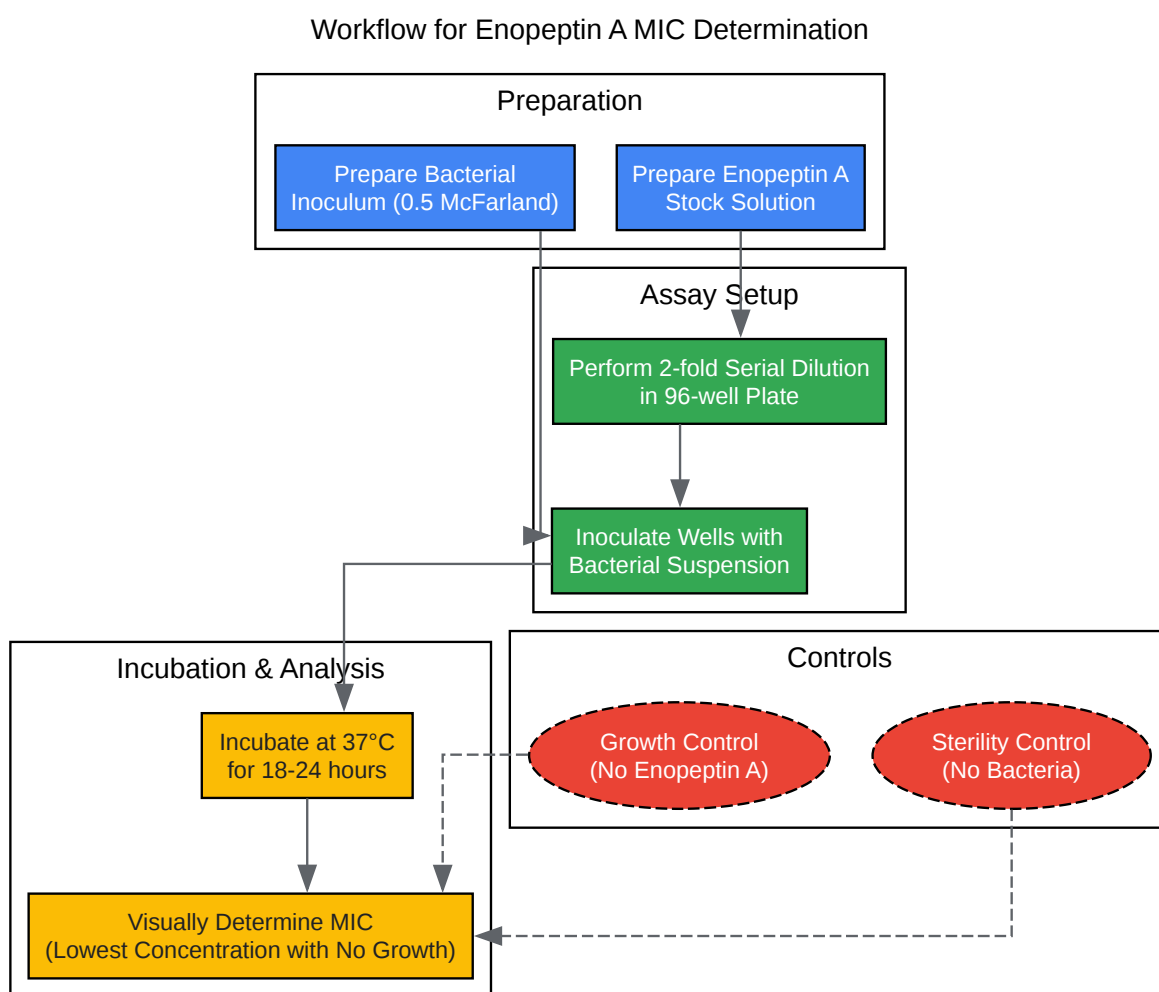 Workflow for Enopeptin A MIC Determination
Preparation
Prepare Bacterial
Inoculum (0.5 McFarland)
Prepare Enopeptin A
Stock Solution
Assay Setup
Perform 2-fold Serial Dilution
in 96-well Plate
Inoculate Wells with
Bacterial Suspension
Incubation & Analysis
Incubate at 37°C
for 18-24 hours
Visually Determine MIC
(Lowest Concentration with No Growth)
Controls
Growth Control
(No Enopeptin A)
Sterility Control
(No Bacteria)